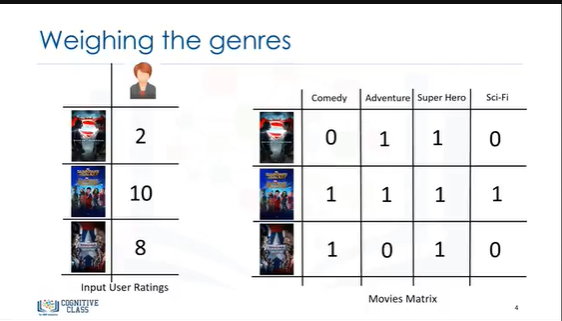 Weighing the genres
Comedy Adventure Super Hero Sci-Fi
2 0 1 1 0
10 1 1 1 1
8 1 0 1 0
Input User Ratings
Movies Matrix
COGNITIVE
CLASS
4